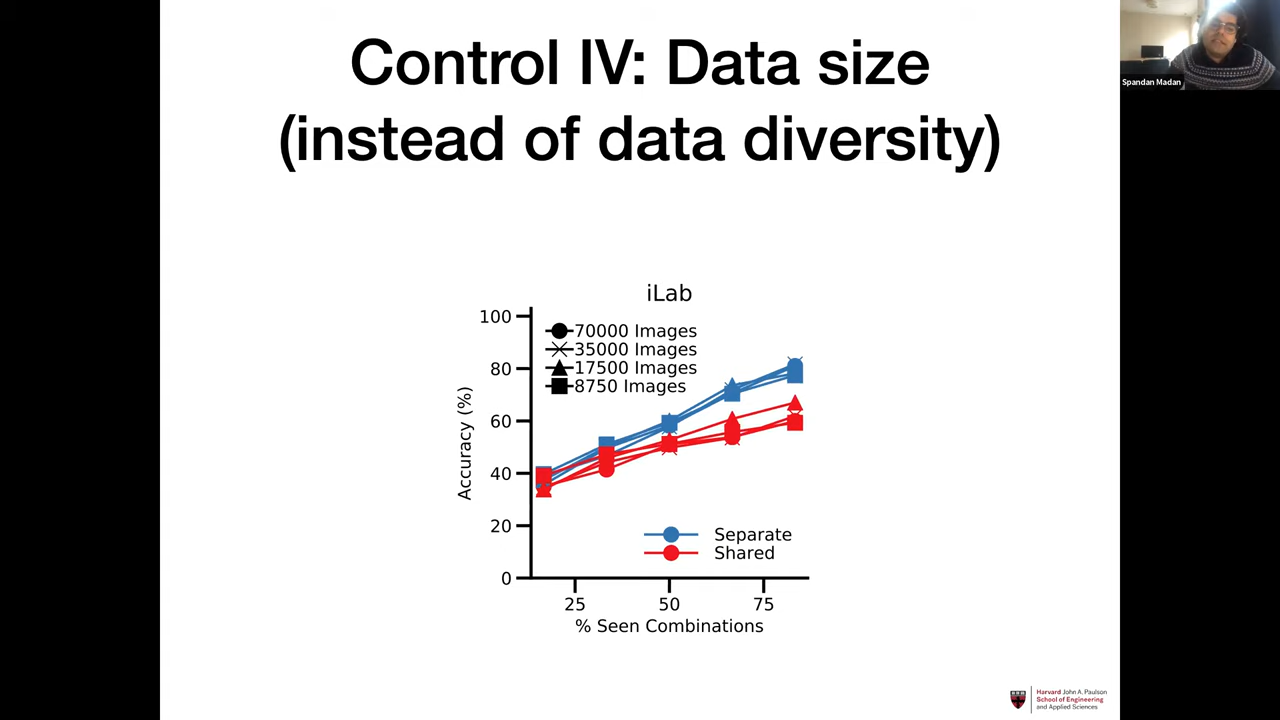 Control IV: Data size
(instead of data diversity)
Spandan Madan
iLab
100
80
60
40
20
0
Accuracy (%)
70000 Images
35000 Images
17500 Images
8750 Images
Separate
Shared
25 50 75
% Seen Combinations
Harvard John A. Paulson
School of Engineering
and Applied Sciences